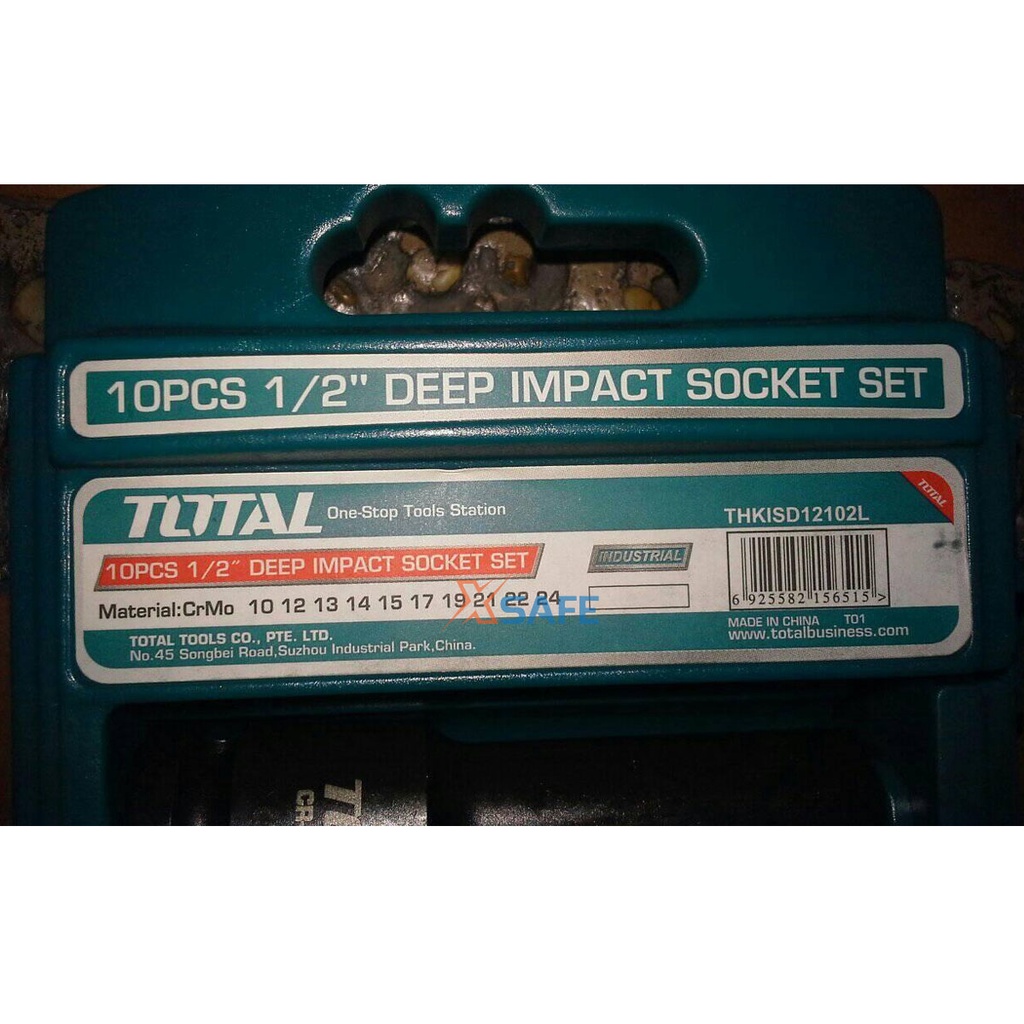 10PCS 1/2" DEEP IMPACT SOCKET SET
TOTAL One-Stop Tools Station
THKISD12102L
TOTAL
10PCS 1/2" DEEP IMPACT SOCKET SET
INDUSTRIAL
Material:CrMo 10 12 13 14 15 17 19 21 22 24
XSAFE
6 925582 156515 >
TOTAL TOOLS CO., PTE. LTD.
No.45 Songbei Road,Suzhou Industrial Park,China.
MADE IN CHINA T01
www.totalbusiness.com